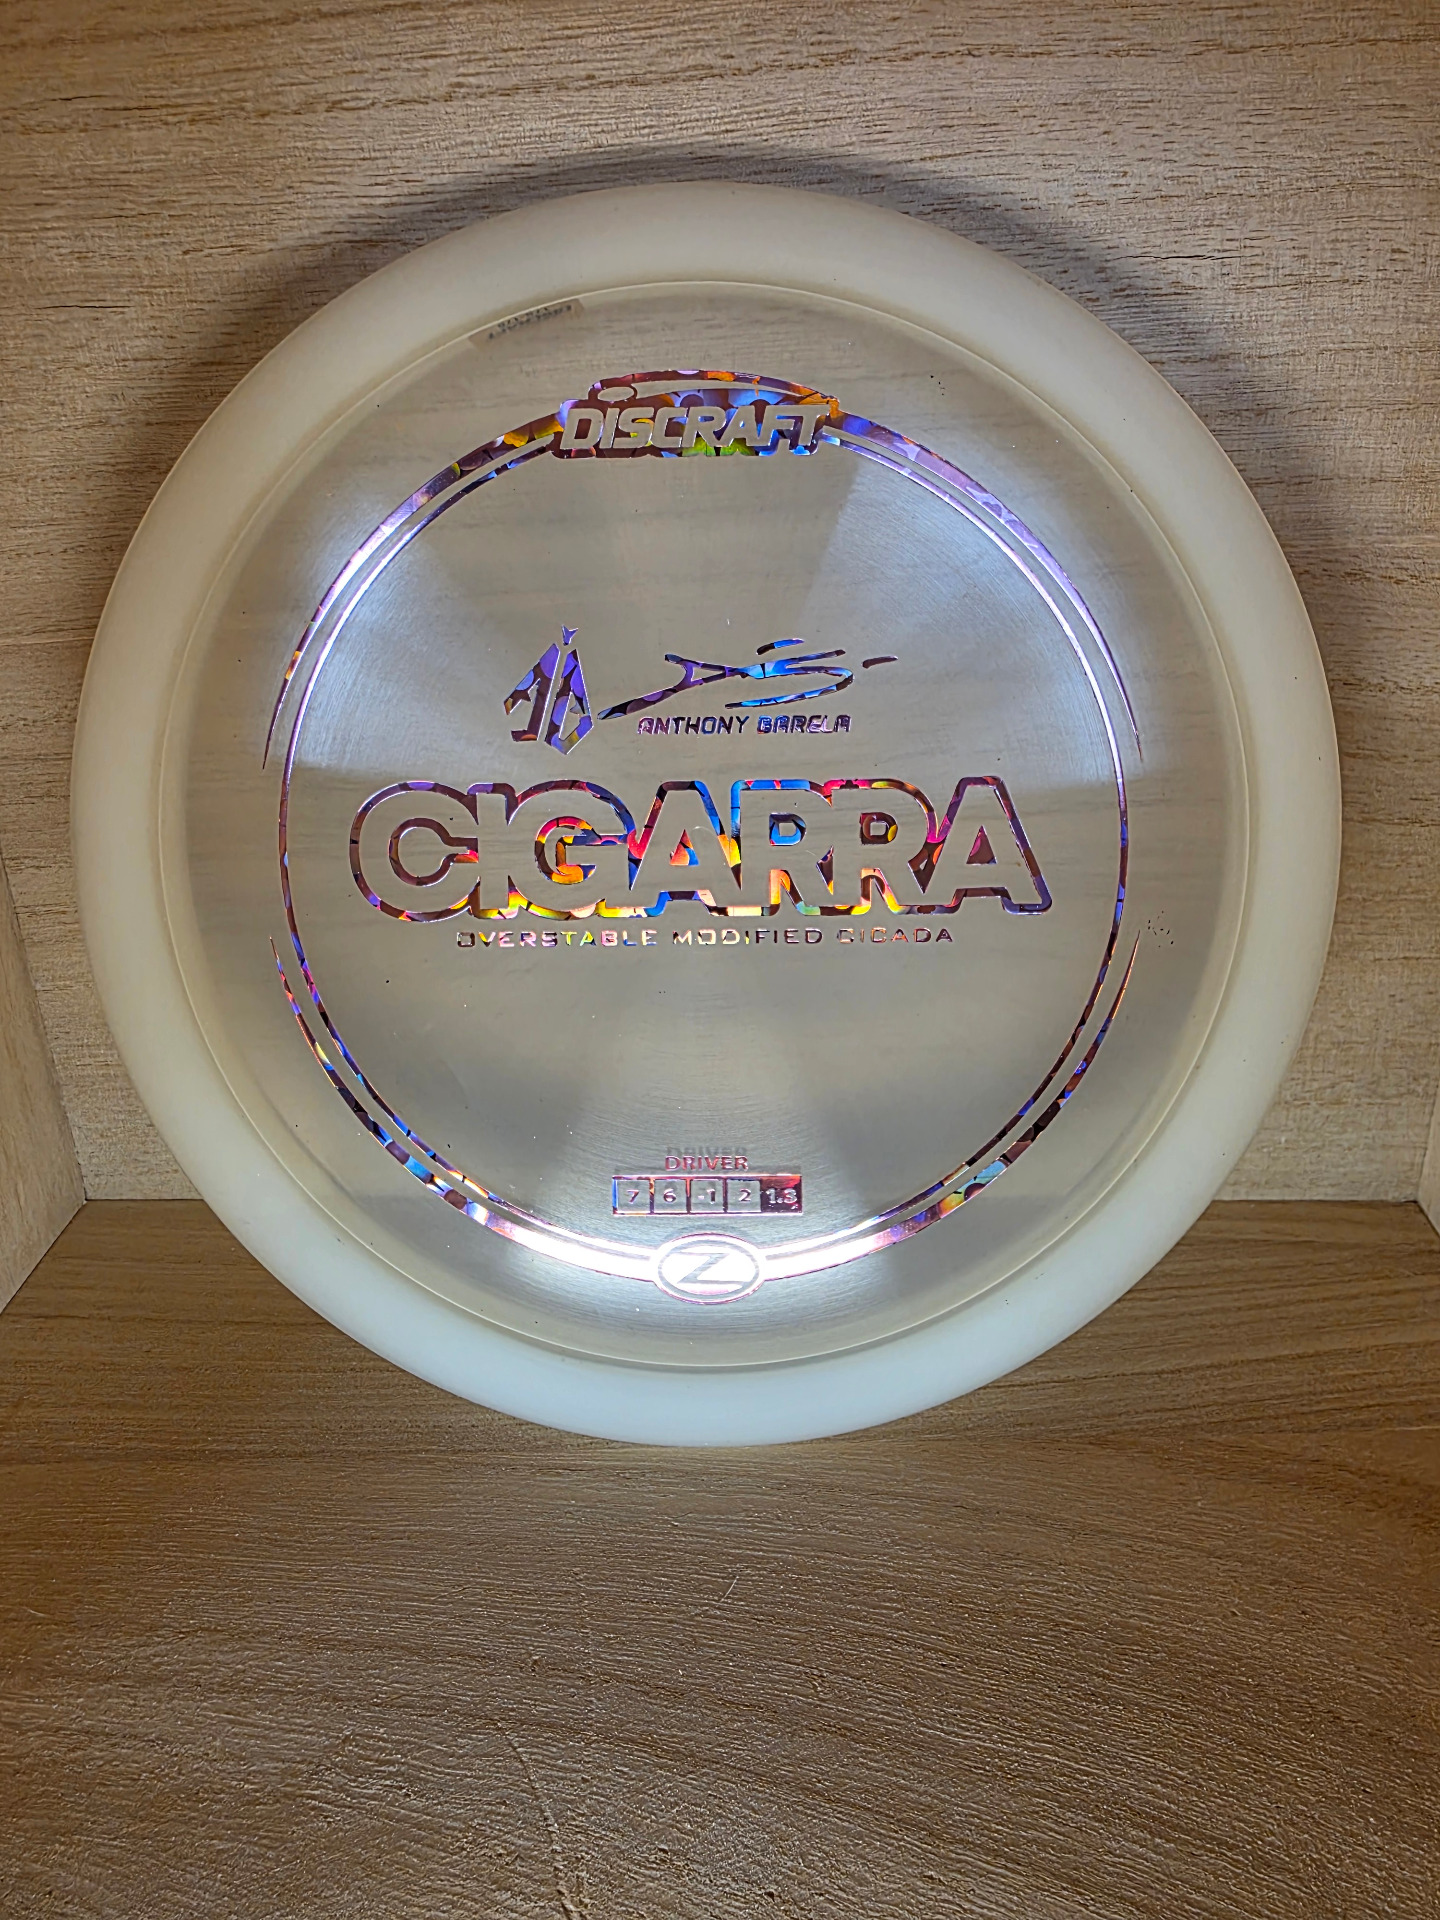 DISCRAFT
ANTHONY BARELA
CIGARRA
OVERSTABLE MODIFIED CICADA
DRIVER
7 6 -1 2 1.3
Z